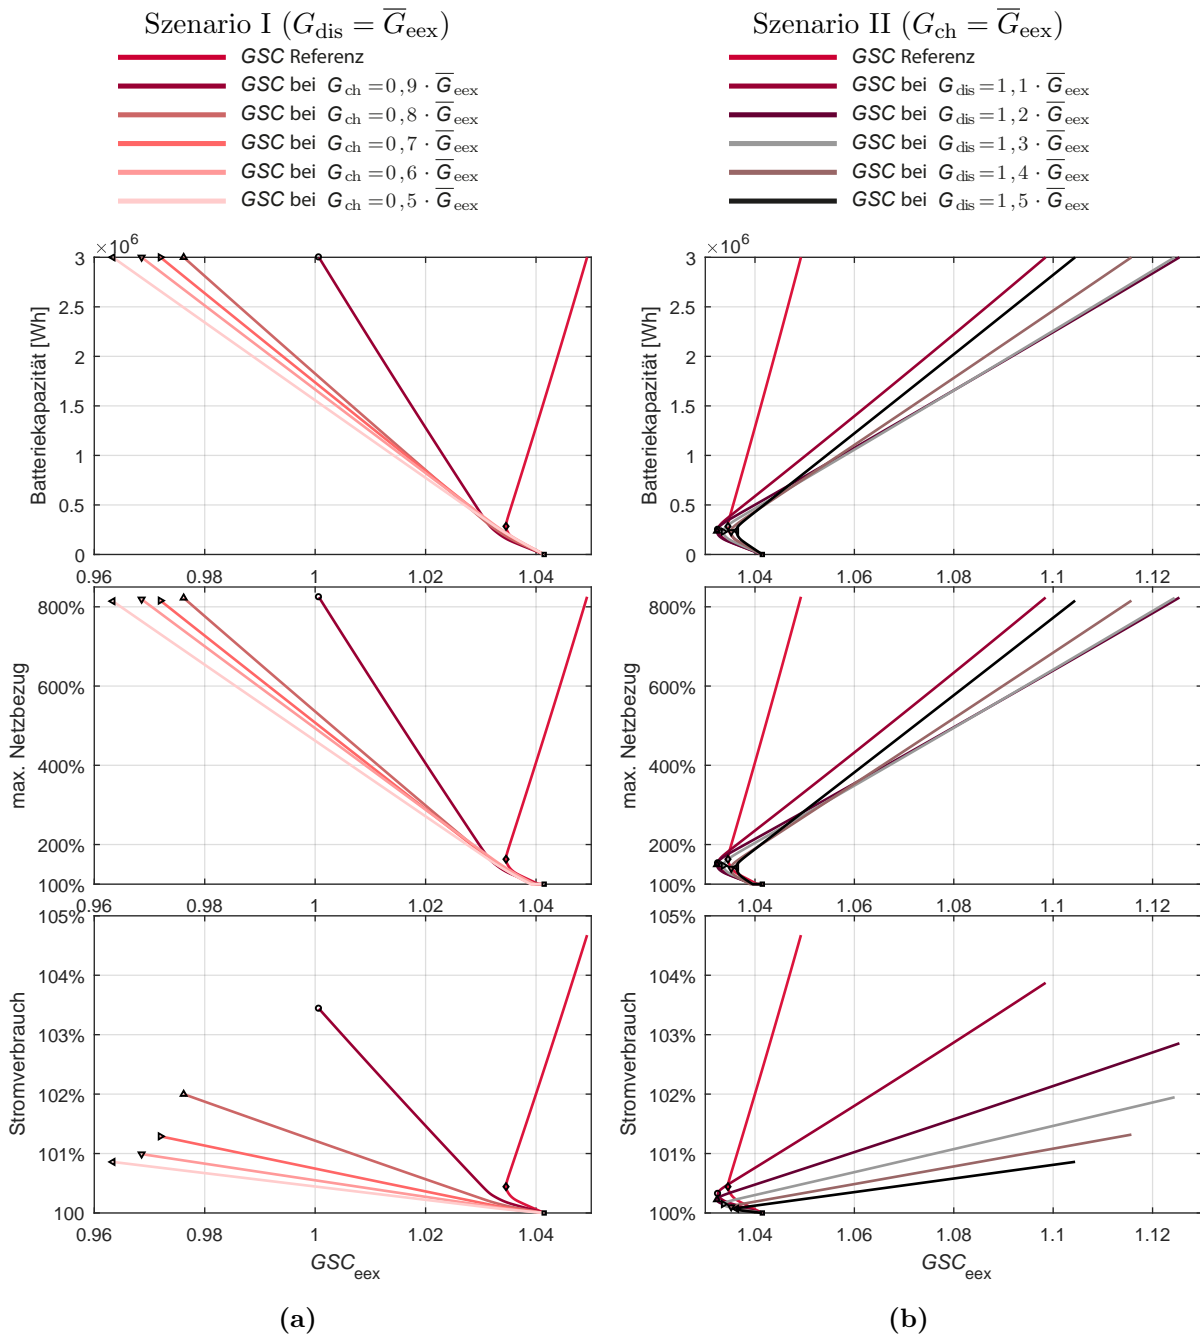 Szenario I (G_dis = G̅_eex)
GSC Referenz
GSC bei G_ch=0,9 · G̅_eex
GSC bei G_ch=0,8 · G̅_eex
GSC bei G_ch=0,7 · G̅_eex
GSC bei G_ch=0,6 · G̅_eex
GSC bei G_ch=0,5 · G̅_eex
×10^6
3
2.5
2
1.5
1
0.5
0
Batteriekapazität [Wh]
0.96
0.98
1
1.02
1.04
800%
600%
400%
200%
100%
max. Netzbezug
0.96
0.98
1
1.02
1.04
105%
104%
103%
102%
101%
100
Stromverbrauch
0.96
0.98
1
1.02
1.04
GSC_eex
(a)
Szenario II (G_ch = G̅_eex)
GSC Referenz
GSC bei G_dis=1,1 · G̅_eex
GSC bei G_dis=1,2 · G̅_eex
GSC bei G_dis=1,3 · G̅_eex
GSC bei G_dis=1,4 · G̅_eex
GSC bei G_dis=1,5 · G̅_eex
×10^6
3
2.5
2
1.5
1
0.5
0
Batteriekapazität [Wh]
1.04
1.06
1.08
1.1
1.12
800%
600%
400%
200%
100%
max. Netzbezug
1.04
1.06
1.08
1.1
1.12
105%
104%
103%
102%
101%
100%
Stromverbrauch
1.04
1.06
1.08
1.1
1.12
GSC_eex
(b)